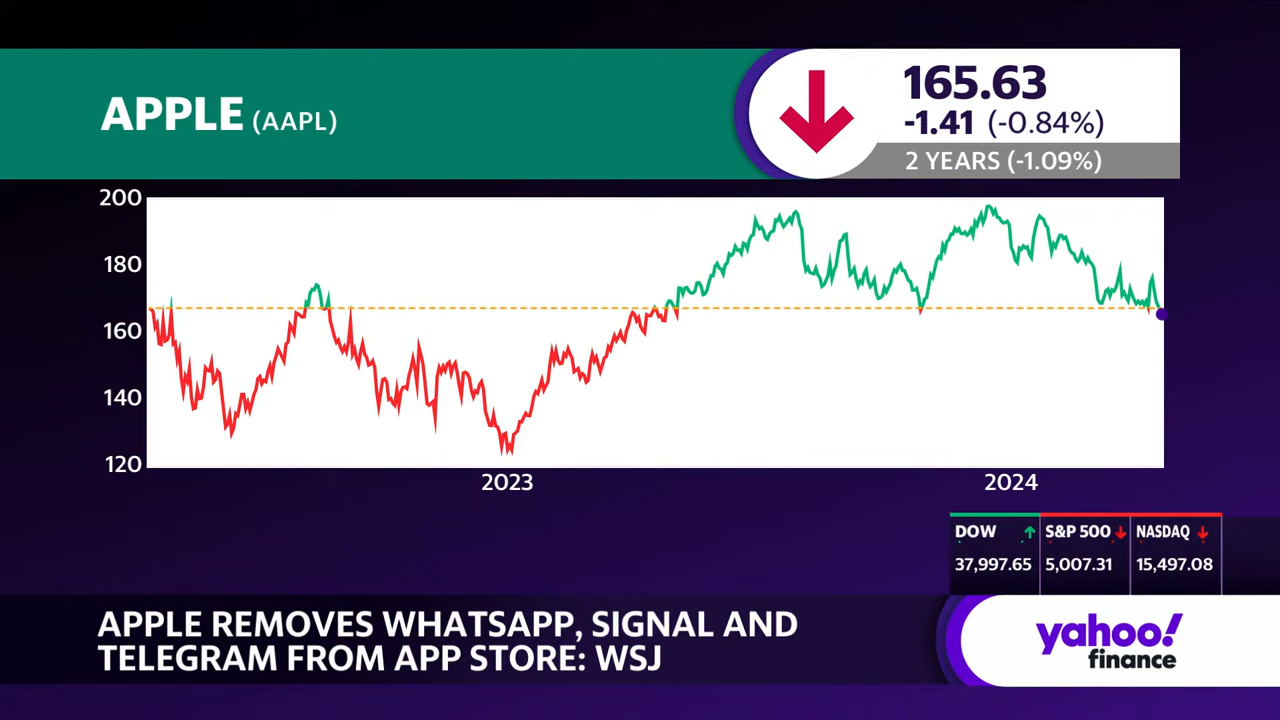 APPLE (AAPL)
165.63
-1.41 (-0.84%)
2 YEARS (-1.09%)
200
180
160
140
120
2023
2024
DOW
S&P 500
NASDAQ
37,997.65
5,007.31
15,497.08
APPLE REMOVES WHATSAPP, SIGNAL AND
TELEGRAM FROM APP STORE: WSJ
yahoo!
finance